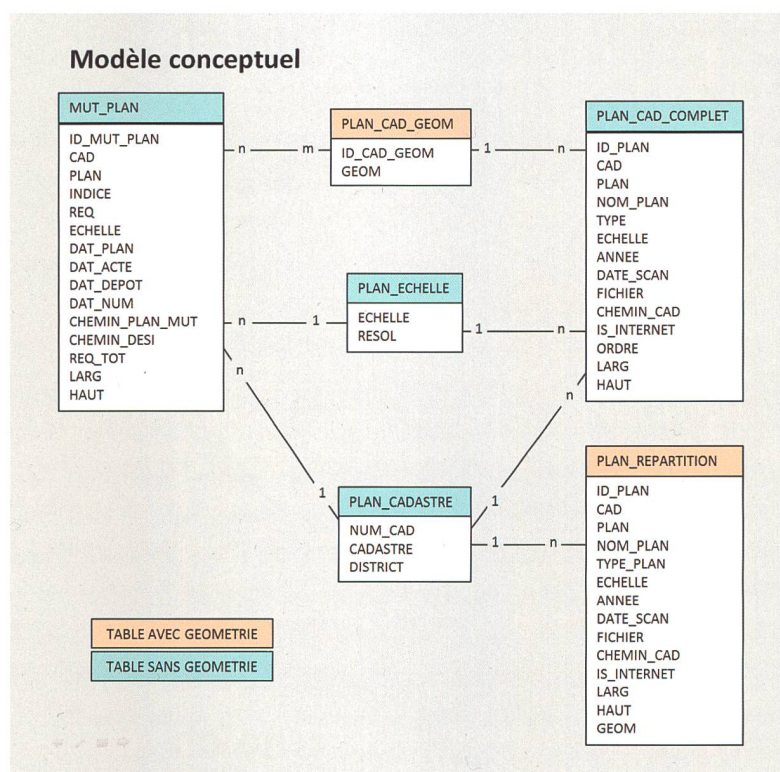 Modèle conceptuel
MUT_PLAN
ID_MUT_PLAN
CAD
PLAN
INDICE
REQ
ECHELLE
DAT_PLAN
DAT_ACTE
DAT_DEPOT
DAT_NUM
CHEMIN_PLAN_MUT
CHEMIN_DESI
REQ_TOT
LARG
HAUT
n
m
PLAN_CAD_GEOM
ID_CAD_GEOM
GEOM
1
n
PLAN_CAD_COMPLET
ID_PLAN
CAD
PLAN
NOM_PLAN
TYPE
ECHELLE
ANNEE
DATE_SCAN
FICHIER
CHEMIN_CAD
IS_INTERNET
ORDRE
LARG
HAUT
n
1
PLAN_ECHELLE
ECHELLE
RESOL
1
n
n
1
n
1
PLAN_CADASTRE
NUM_CAD
CADASTRE
DISTRICT
1
n
PLAN_REPARTITION
ID_PLAN
CAD
PLAN
NOM_PLAN
TYPE_PLAN
ECHELLE
ANNEE
DATE_SCAN
FICHIER
CHEMIN_CAD
IS_INTERNET
LARG
HAUT
GEOM
TABLE AVEC GEOMETRIE
TABLE SANS GEOMETRIE